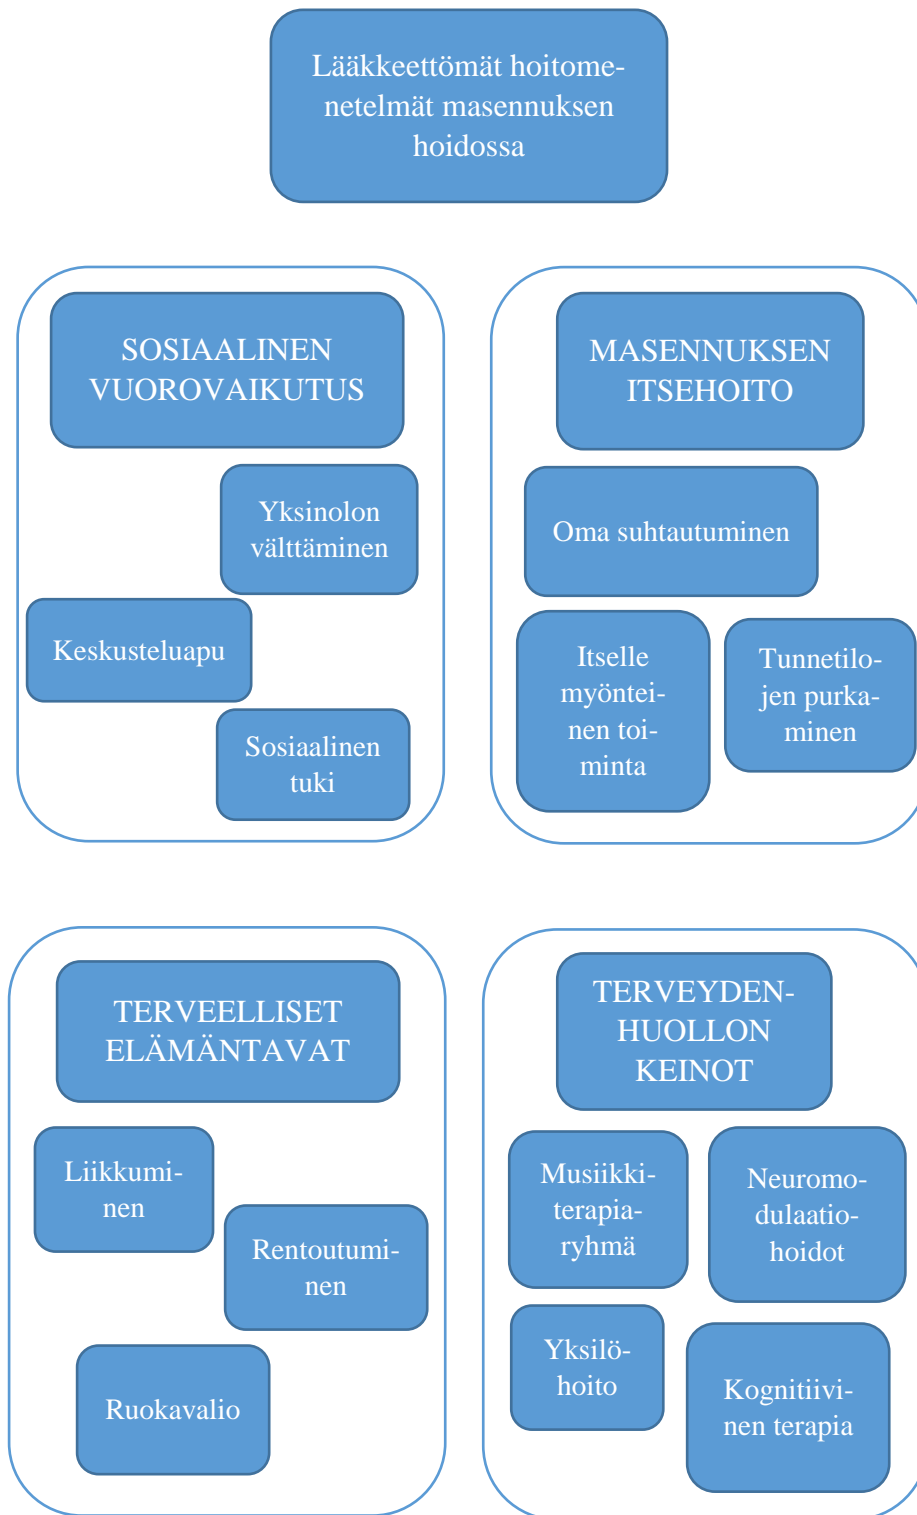 Lääkkeettömät hoitome-
netelmät masennuksen
hoidossa
SOSIAALINEN
VUOROVAIKUTUS
Yksinolon
välttäminen
Keskusteluapu
Sosiaalinen
tuki
MASENNUKSEN
ITSEHOITO
Oma suhtautuminen
Itselle
myöntei-
nen toi-
minta
Tunnetilo-
jen purka-
minen
TERVEELLISET
ELÄMÄNTAVAT
Liikkumi-
nen
Rentoutumi-
nen
Ruokavalio
TERVEYDEN-
HUOLLON
KEINOT
Musiikki-
terapia-
ryhmä
Neuromo-
dulaatio-
hoidot
Yksilö-
hoito
Kognitiivi-
nen terapia